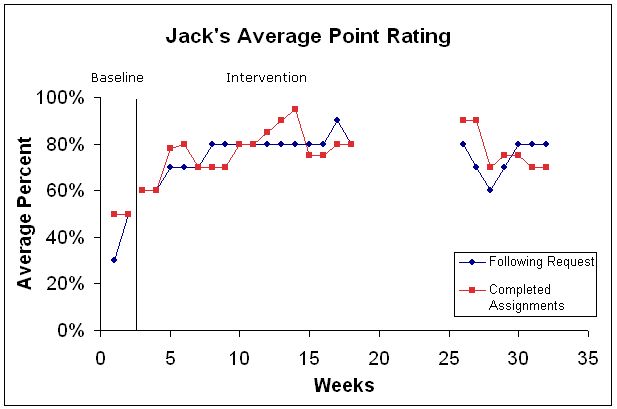 Jack's Average Point Rating
Baseline
Intervention
Average Percent
100%
80%
60%
40%
20%
0%
0
5
10
15
20
25
30
35
Weeks
Following Request
Completed
Assignments